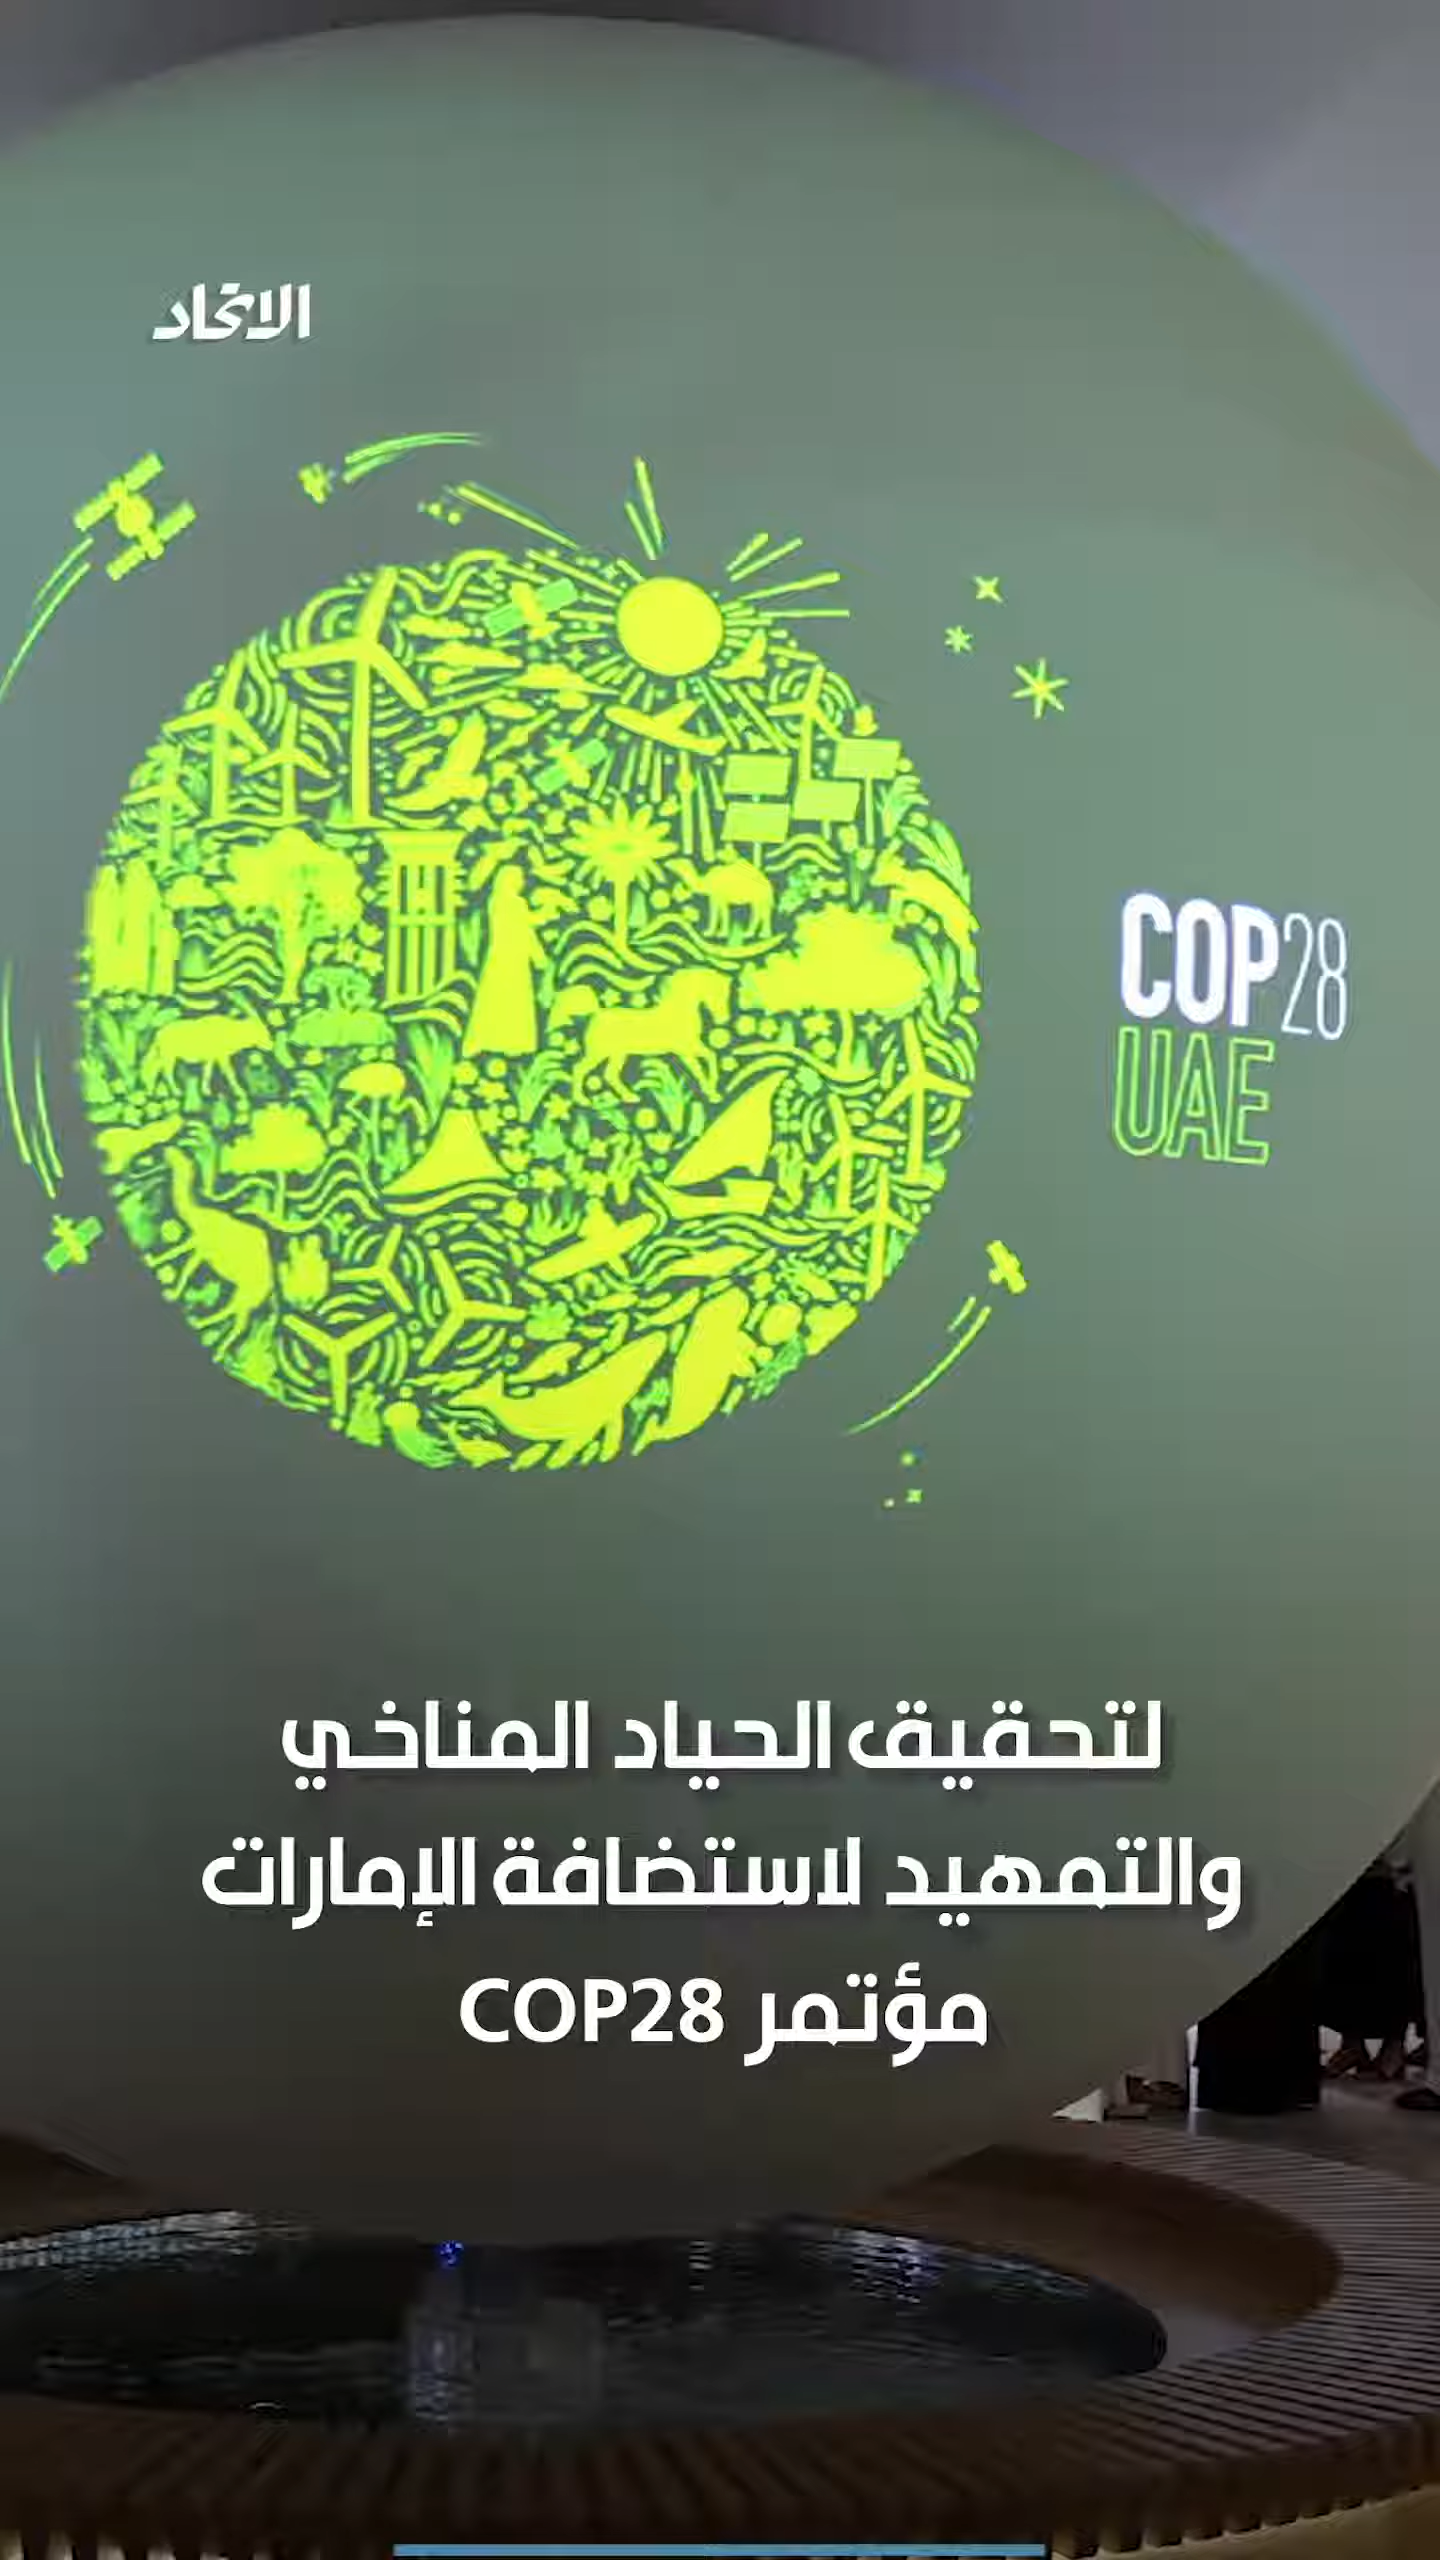 الاتحاد
COP28
UAE
لتحقيق الحياد المناخي
والتمهيد لاستضافة الإمارات
مؤتمر COP28